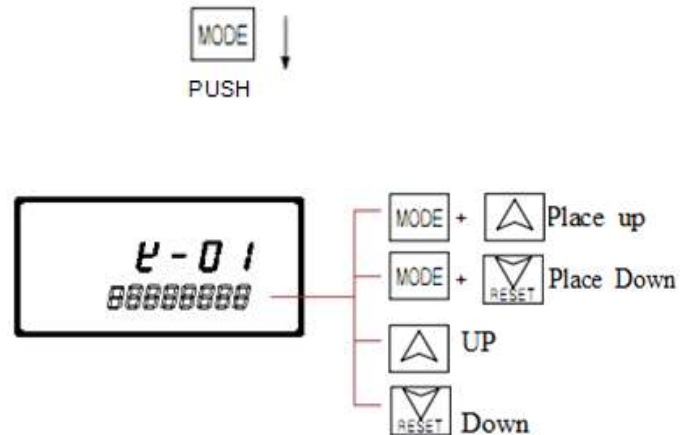 MODE
PUSH
MODE + Place up
MODE + RESET Place Down
UP
RESET Down
- 01
88888888